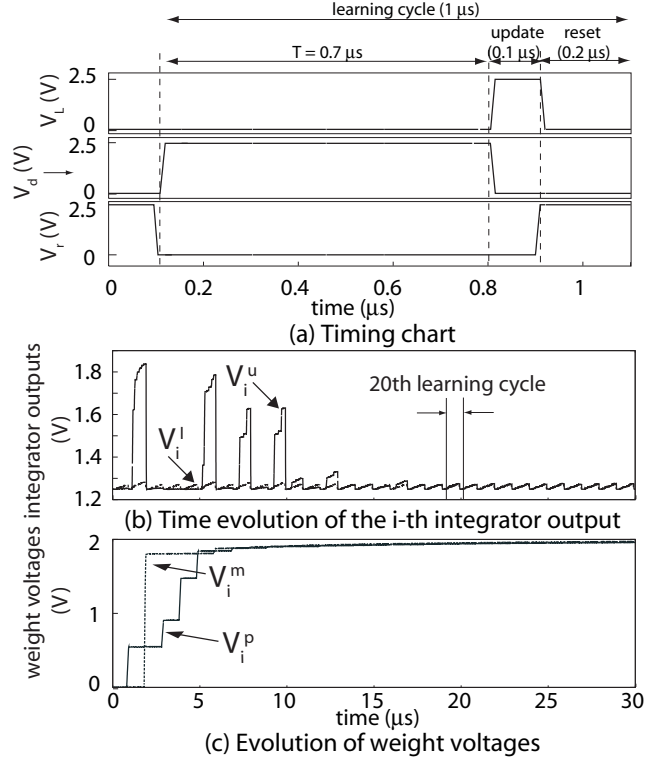 learning cycle (1 μs)
update reset
T = 0.7 μs (0.1 μs) (0.2 μs)
2.5
V_L (V)
0
2.5
V_d (V)
0
2.5
V_r (V)
0
0 0.2 0.4 0.6 0.8 1
time (μs)
(a) Timing chart
weight voltages integrator outputs
(V)
1.8
1.6
1.4
1.2
V_i^u
V_i^l
20th learning cycle
(b) Time evolution of the i-th integrator output
(V)
2
1
0
V_i^m
V_i^p
0 5 10 15 20 25 30
time (μs)
(c) Evolution of weight voltages